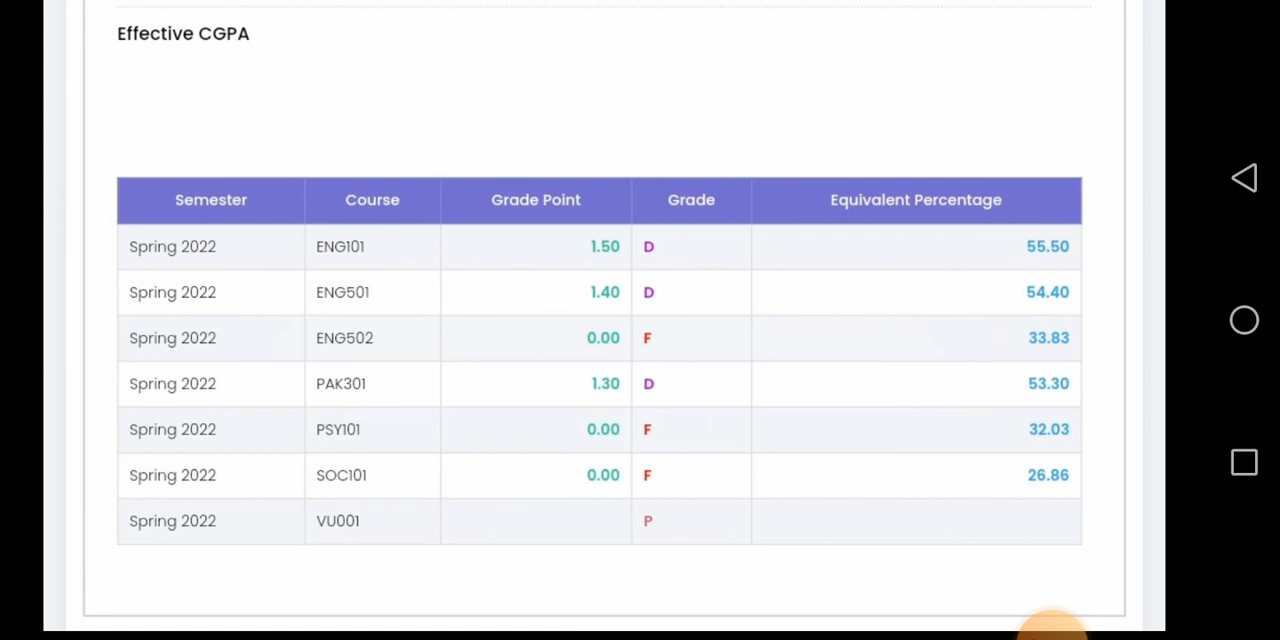 Effective CGPA
Semester Course Grade Point Grade Equivalent Percentage
Spring 2022 ENG101 1.50 D 55.50
Spring 2022 ENG501 1.40 D 54.40
Spring 2022 ENG502 0.00 F 33.83
Spring 2022 PAK301 1.30 D 53.30
Spring 2022 PSY101 0.00 F 32.03
Spring 2022 SOC101 0.00 F 26.86
Spring 2022 VU001 P